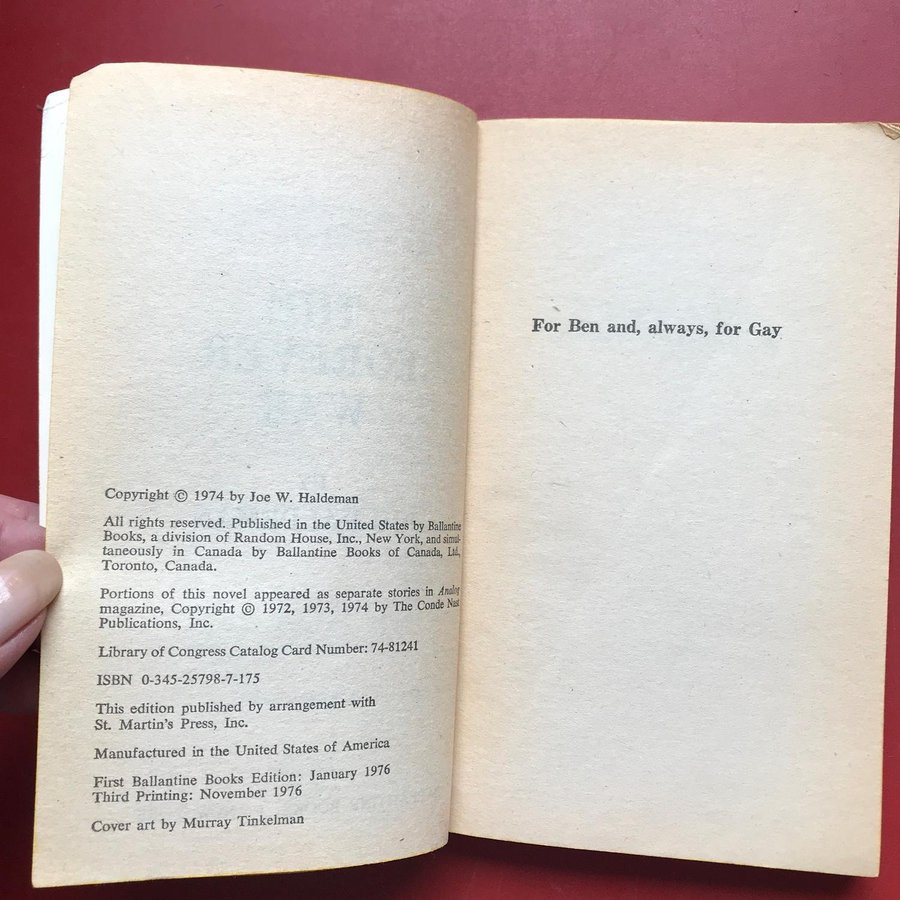 Copyright © 1974 by Joe W. Haldeman
All rights reserved. Published in the United States by Ballantine
Books, a division of Random House, Inc., New York, and simul-
taneously in Canada by Ballantine Books of Canada, Ltd.,
Toronto, Canada.
Portions of this novel appeared as separate stories in Analog
magazine, Copyright © 1972, 1973, 1974 by The Conde Nast
Publications, Inc.
Library of Congress Catalog Card Number: 74-81241
ISBN 0-345-25798-7-175
This edition published by arrangement with
St. Martin's Press, Inc.
Manufactured in the United States of America
First Ballantine Books Edition: January 1976
Third Printing: November 1976
Cover art by Murray Tinkelman
For Ben and, always, for Gay